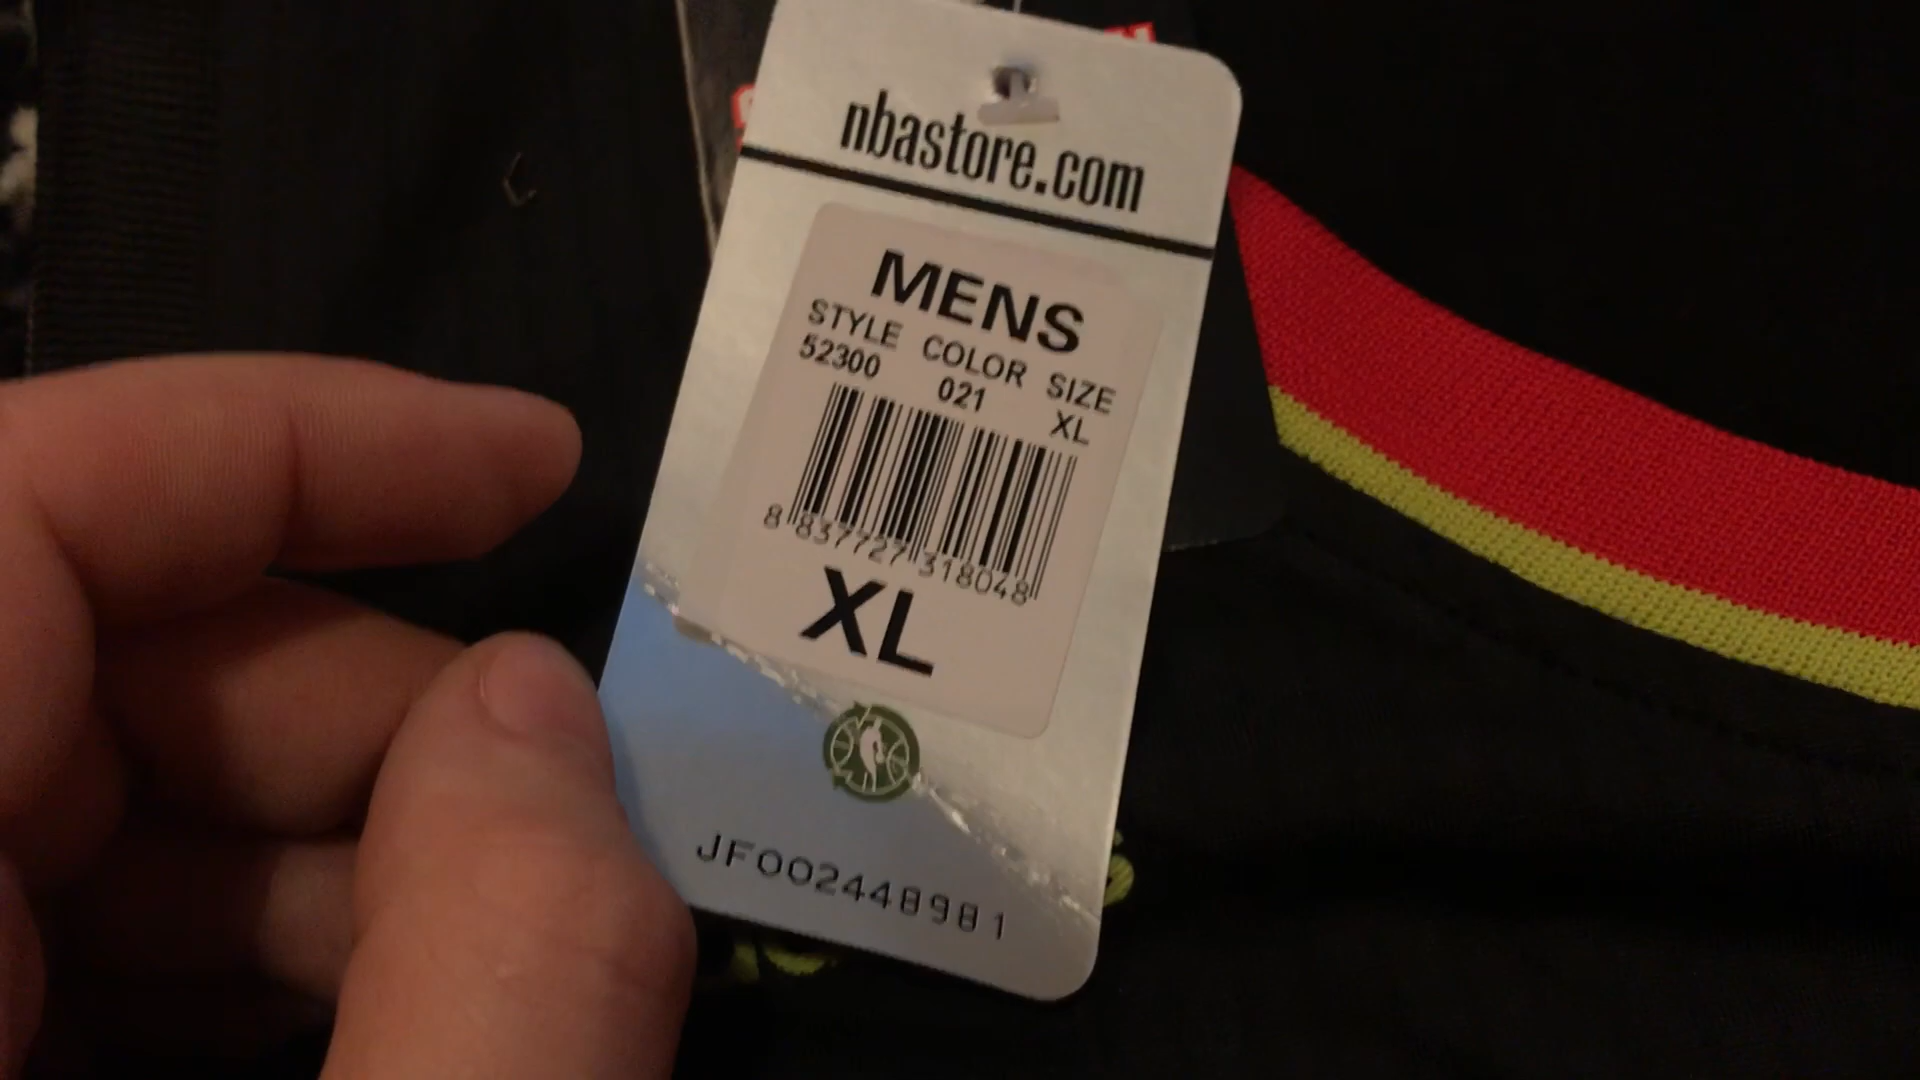 nbastore.com
MENS
STYLE COLOR SIZE
52300 021 XL
8 837727 318048
XL
JF002448981